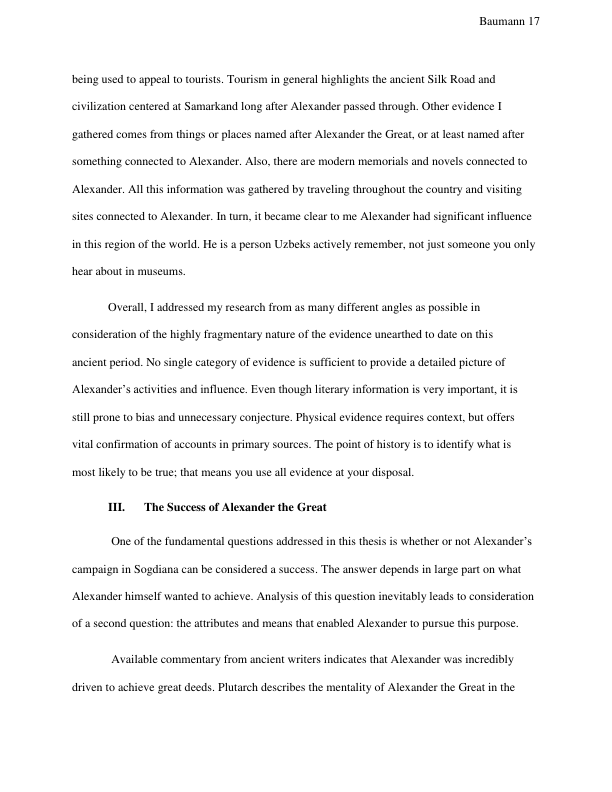 Baumann 17
being used to appeal to tourists. Tourism in general highlights the ancient Silk Road and
civilization centered at Samarkand long after Alexander passed through. Other evidence I
gathered comes from things or places named after Alexander the Great, or at least named after
something connected to Alexander. Also, there are modern memorials and novels connected to
Alexander. All this information was gathered by traveling throughout the country and visiting
sites connected to Alexander. In turn, it became clear to me Alexander had significant influence
in this region of the world. He is a person Uzbeks actively remember, not just someone you only
hear about in museums.
Overall, I addressed my research from as many different angles as possible in
consideration of the highly fragmentary nature of the evidence unearthed to date on this
ancient period. No single category of evidence is sufficient to provide a detailed picture of
Alexander’s activities and influence. Even though literary information is very important, it is
still prone to bias and unnecessary conjecture. Physical evidence requires context, but offers
vital confirmation of accounts in primary sources. The point of history is to identify what is
most likely to be true; that means you use all evidence at your disposal.
III. The Success of Alexander the Great
One of the fundamental questions addressed in this thesis is whether or not Alexander’s
campaign in Sogdiana can be considered a success. The answer depends in large part on what
Alexander himself wanted to achieve. Analysis of this question inevitably leads to consideration
of a second question: the attributes and means that enabled Alexander to pursue this purpose.
Available commentary from ancient writers indicates that Alexander was incredibly
driven to achieve great deeds. Plutarch describes the mentality of Alexander the Great in the